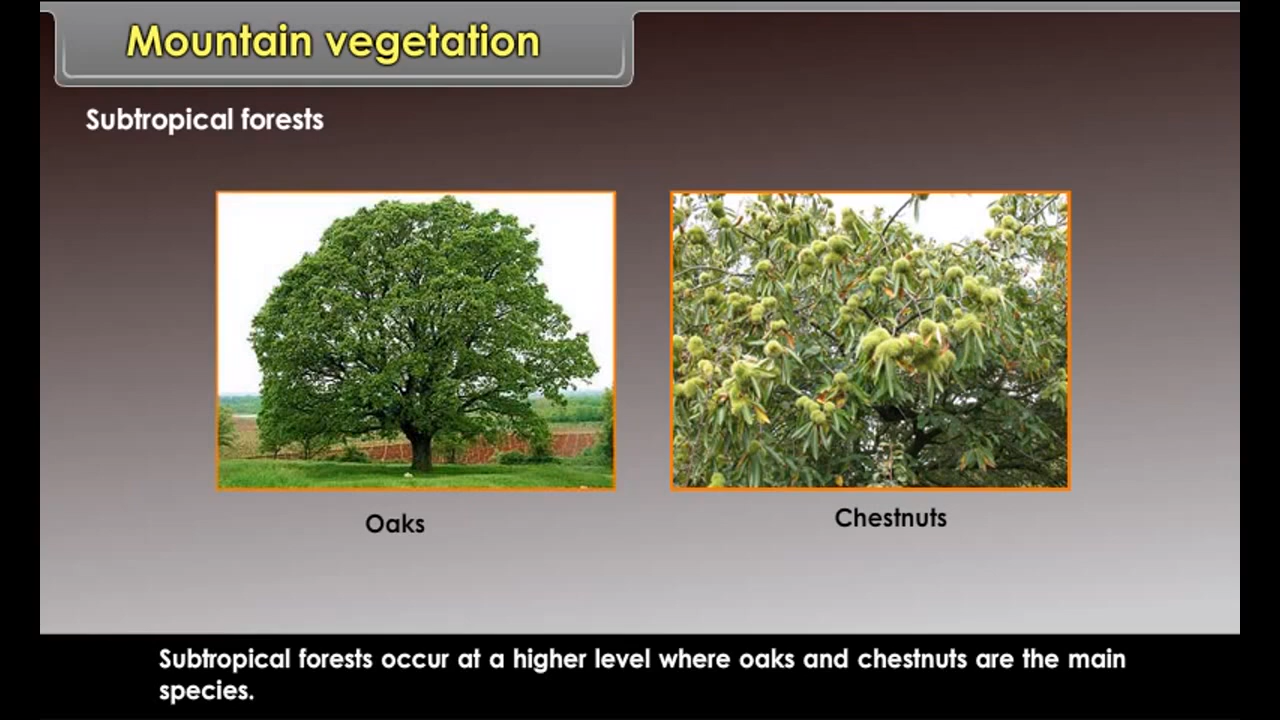 Mountain vegetation
Subtropical forests
Oaks
Chestnuts
Subtropical forests occur at a higher level where oaks and chestnuts are the main
species.